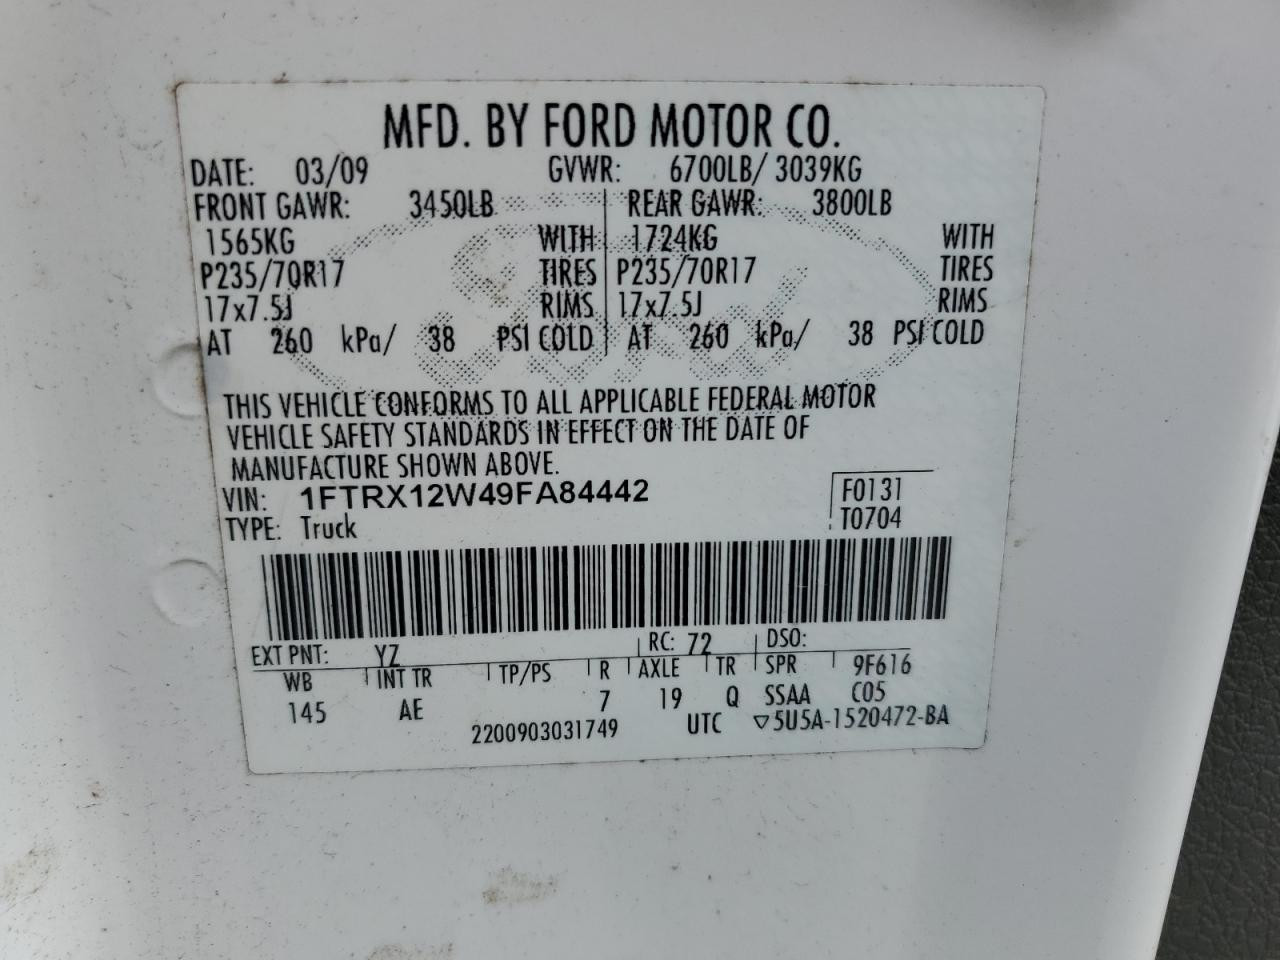 MFD. BY FORD MOTOR CO.
DATE: 03/09 GVWR: 6700LB/ 3039KG
FRONT GAWR: 3450LB REAR GAWR: 3800LB
1565KG WITH 1724KG WITH
P235/70R17 TIRES P235/70R17 TIRES
17x7.5J RIMS 17x7.5J RIMS
AT 260 kPa/ 38 PSI COLD AT 260 kPa/ 38 PSI COLD
THIS VEHICLE CONFORMS TO ALL APPLICABLE FEDERAL MOTOR
VEHICLE SAFETY STANDARDS IN EFFECT ON THE DATE OF
MANUFACTURE SHOWN ABOVE.
VIN: 1FTRX12W49FA84442 F0131
TYPE: Truck T0704
EXT PNT: YZ RC: 72 DSO:
WB INT TR TP/PS R AXLE TR SPR 9F616
145 AE 7 19 Q SSAA C05
2200903031749 UTC ▽5U5A-1520472-BA